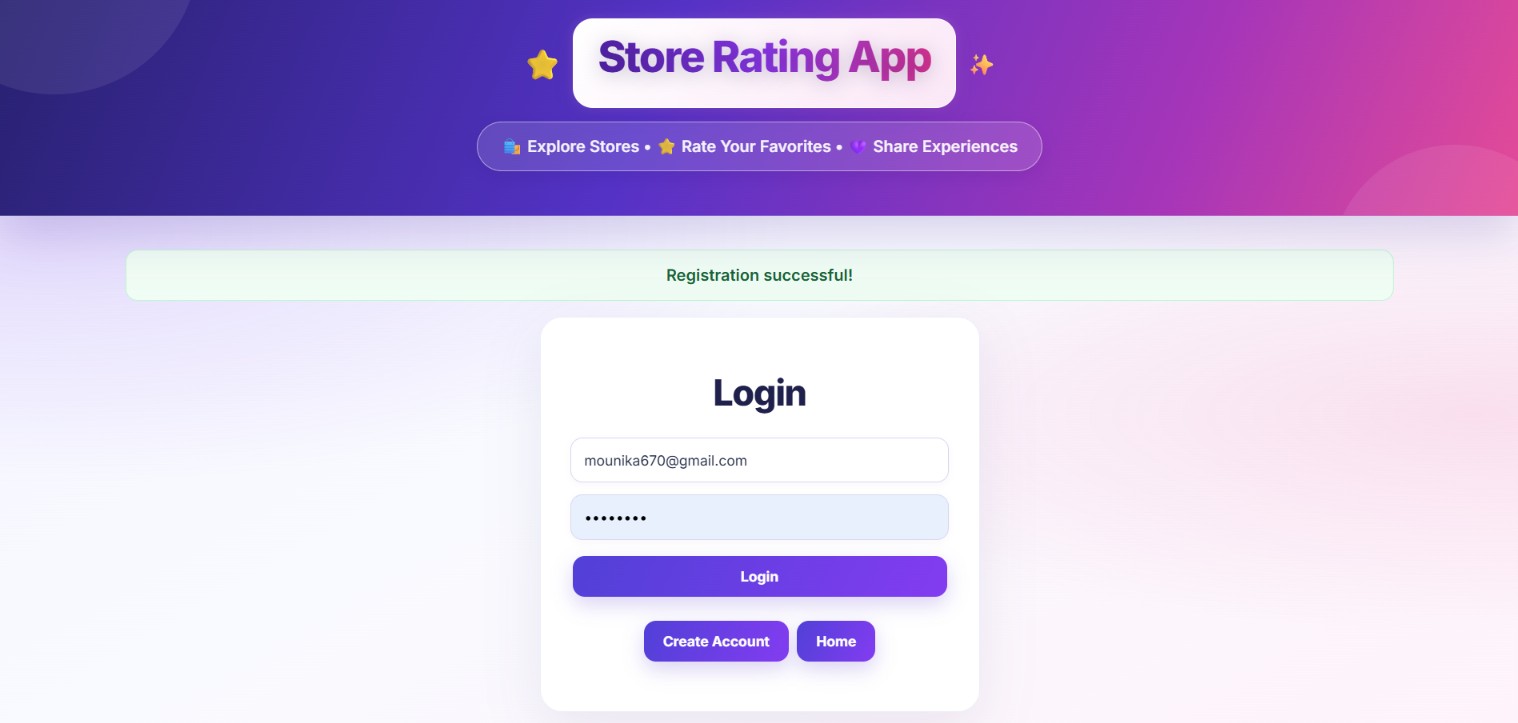 ⭐ Store Rating App ✨
🛍️ Explore Stores • ⭐ Rate Your Favorites • 💜 Share Experiences
Registration successful!
Login
mounika670@gmail.com
••••••••
Login
Create Account Home